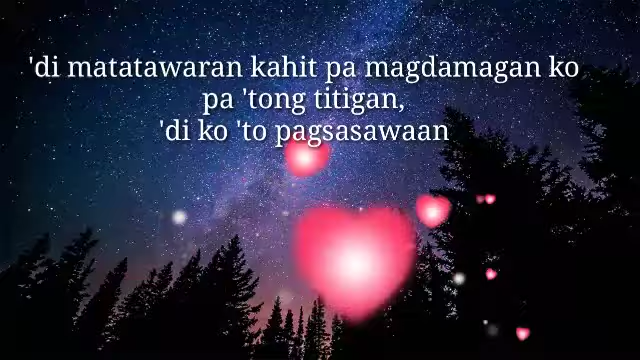 'di matatawaran kahit pa magdamagan ko
pa 'tong titigan,
'di ko 'to pagsasawaan